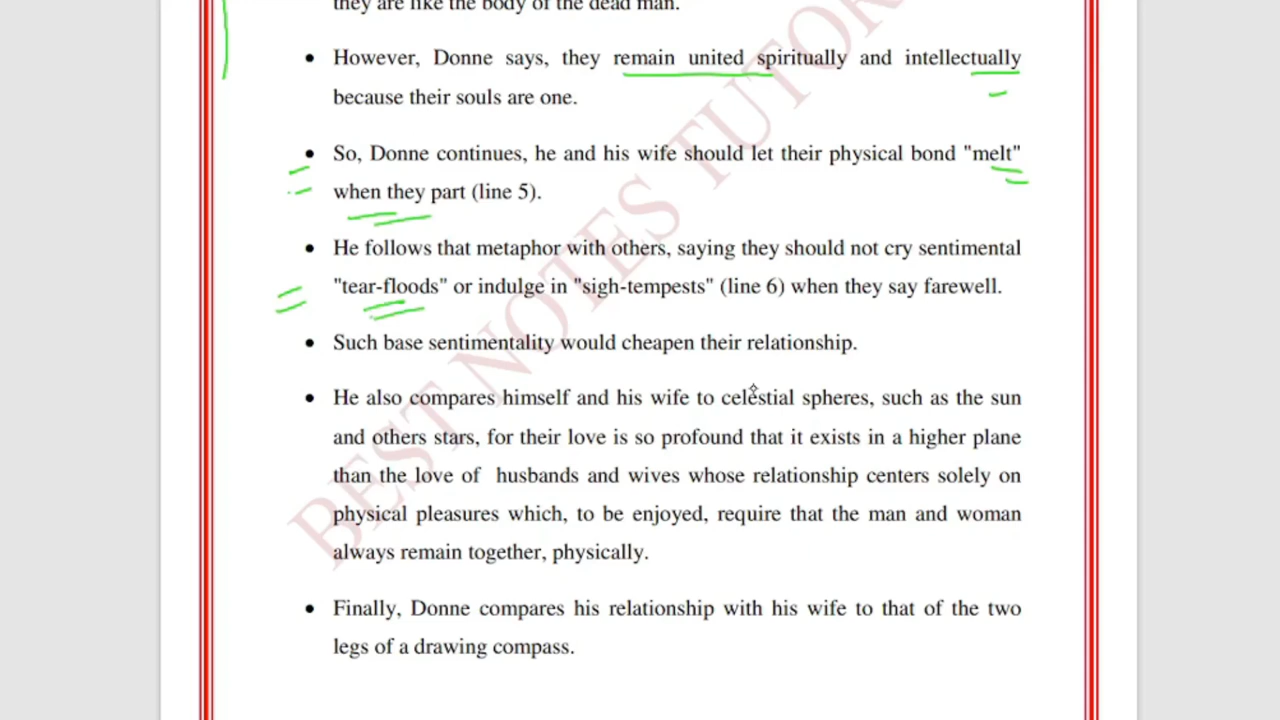 they are like the body of the dead man.
• However, Donne says, they remain united spiritually and intellectually
because their souls are one.
• So, Donne continues, he and his wife should let their physical bond "melt"
when they part (line 5).
• He follows that metaphor with others, saying they should not cry sentimental
"tear-floods" or indulge in "sigh-tempests" (line 6) when they say farewell.
• Such base sentimentality would cheapen their relationship.
• He also compares himself and his wife to celestial spheres, such as the sun
and others stars, for their love is so profound that it exists in a higher plane
than the love of husbands and wives whose relationship centers solely on
physical pleasures which, to be enjoyed, require that the man and woman
always remain together, physically.
• Finally, Donne compares his relationship with his wife to that of the two
legs of a drawing compass.
BEST NOTES TUTOR